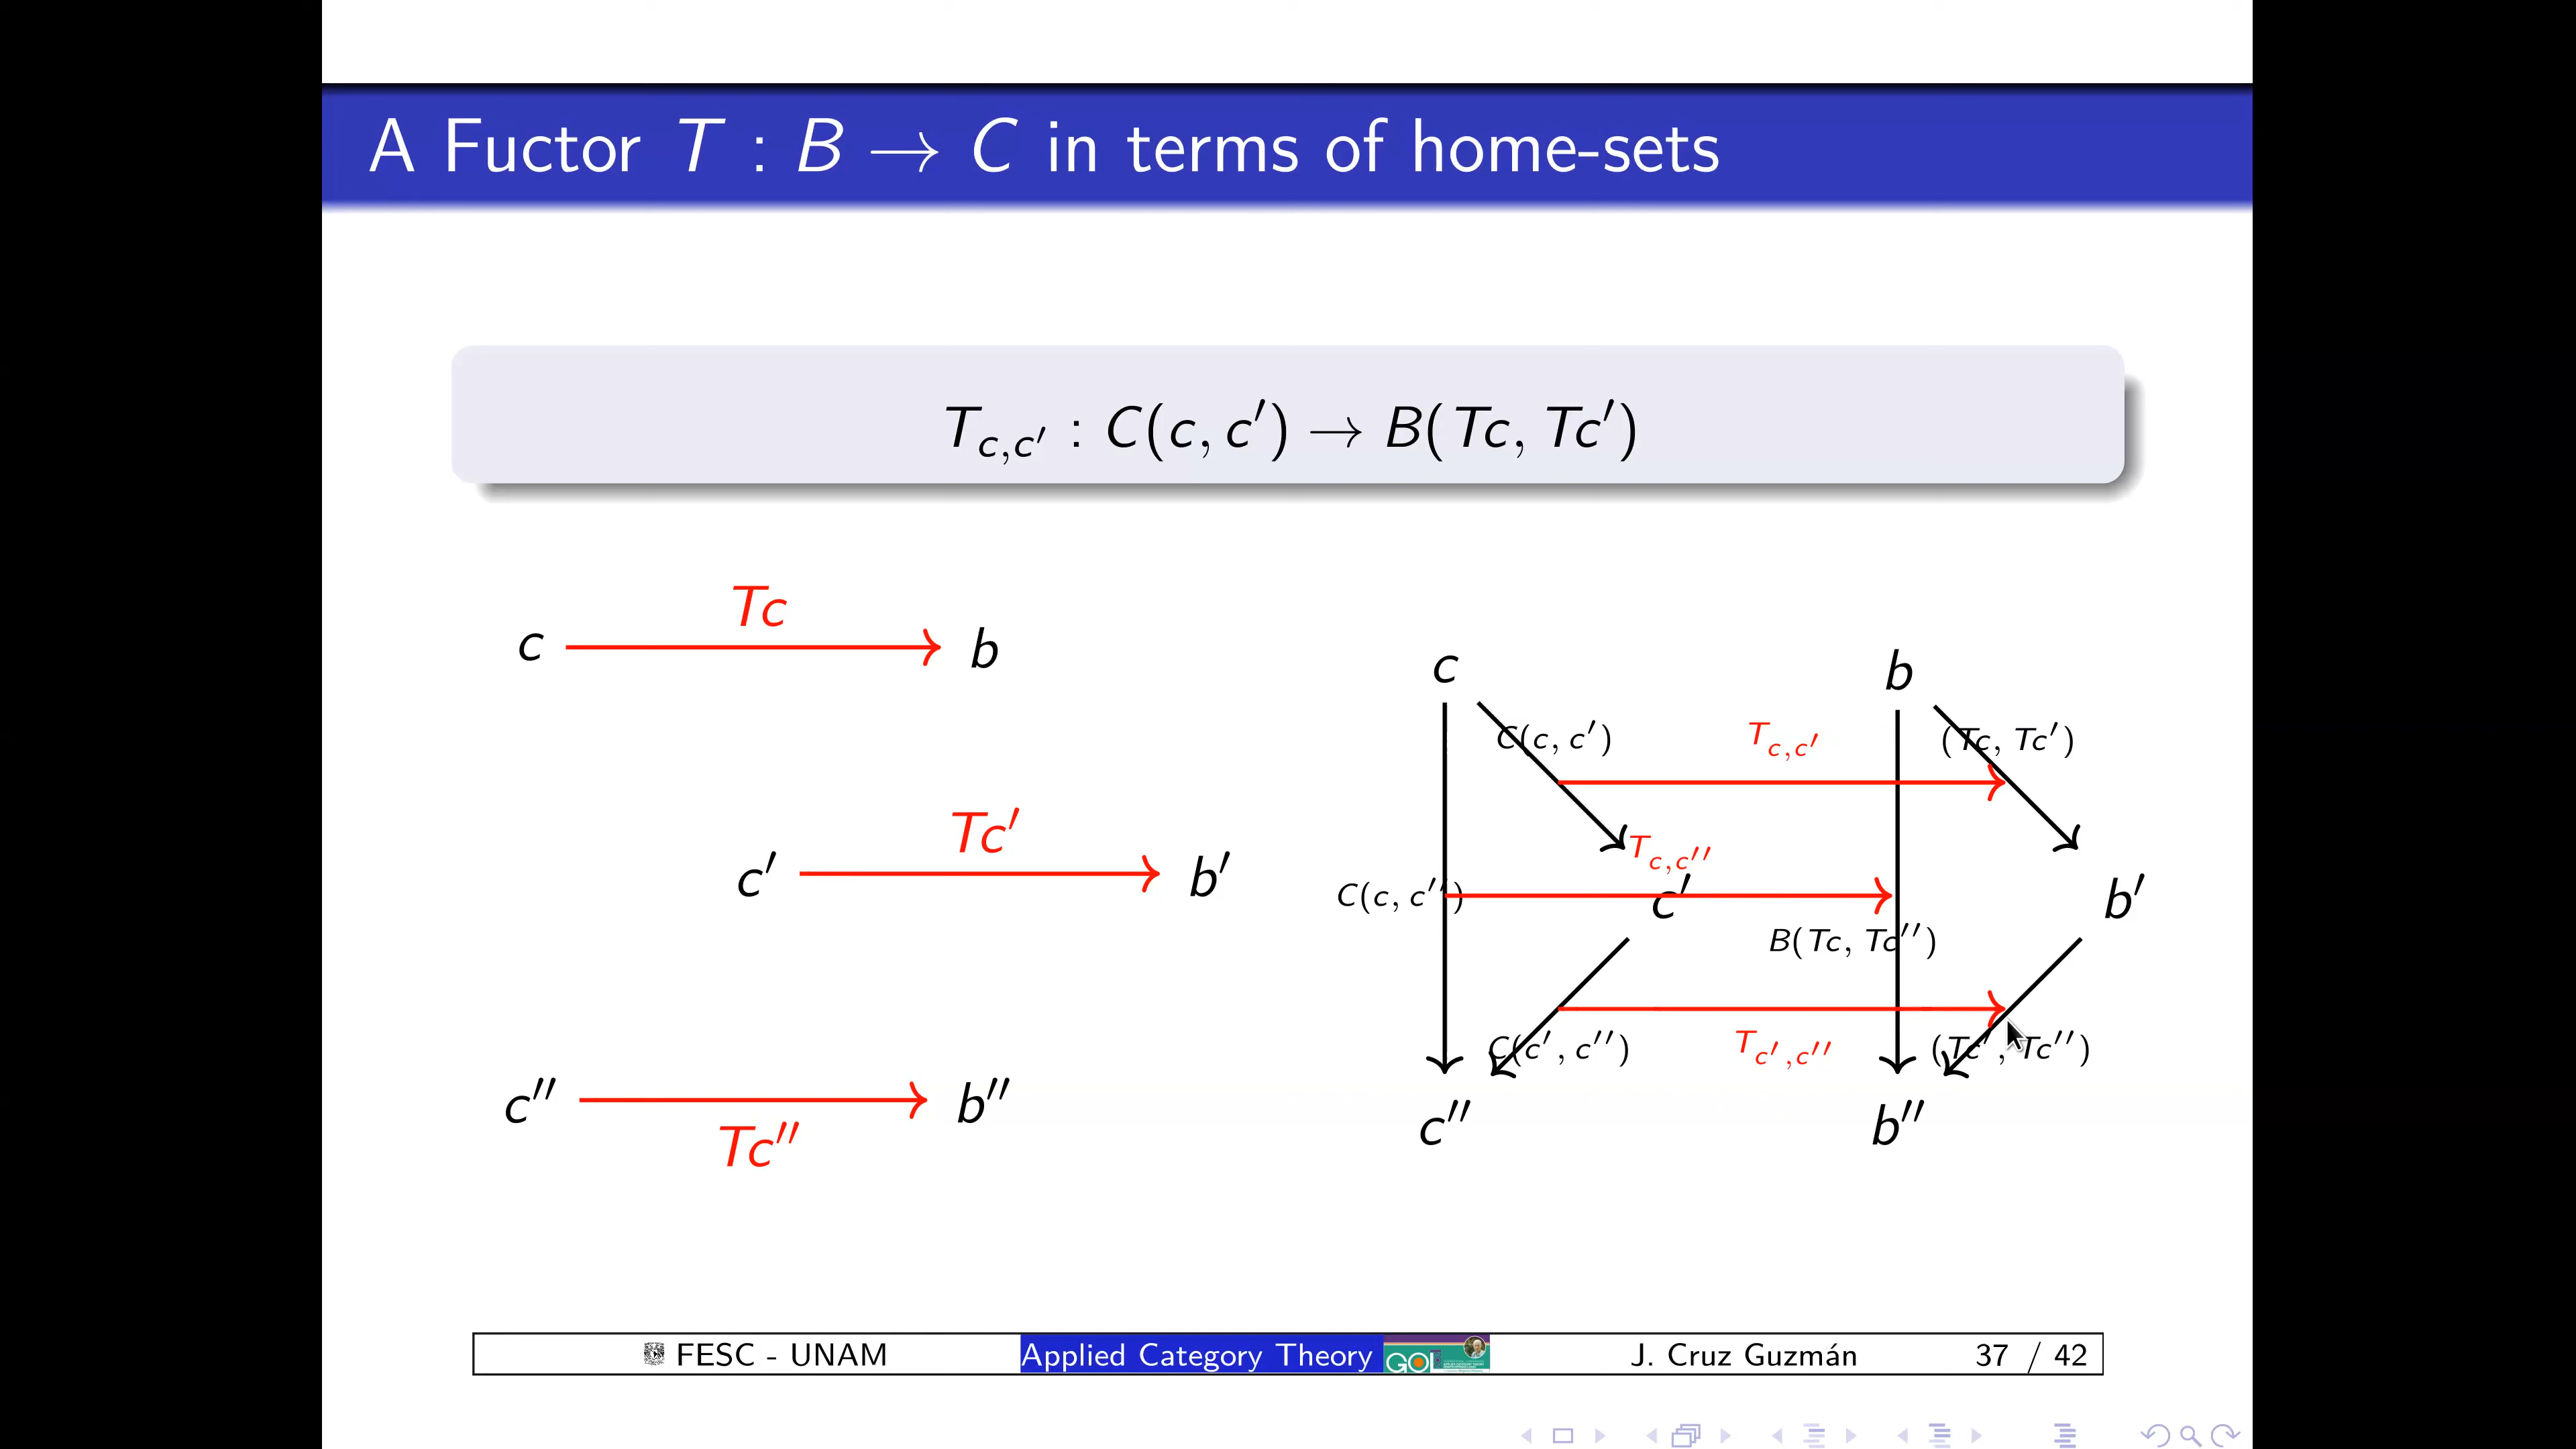 A Fuctor T : B → C in terms of home-sets
T_{c,c′} : C(c, c′) → B(Tc, Tc′)
Tc
c b
Tc′
c′ b′
c″ b″
Tc″
c b
C(c, c′) T_{c,c′} (Tc, Tc′)
T_{c,c″}
C(c, c″) c′ b′
B(Tc, Tc″)
C(c′, c″) T_{c′,c″} (Tc′, Tc″)
c″ b″
FESC - UNAM Applied Category Theory J. Cruz Guzmán 37 / 42